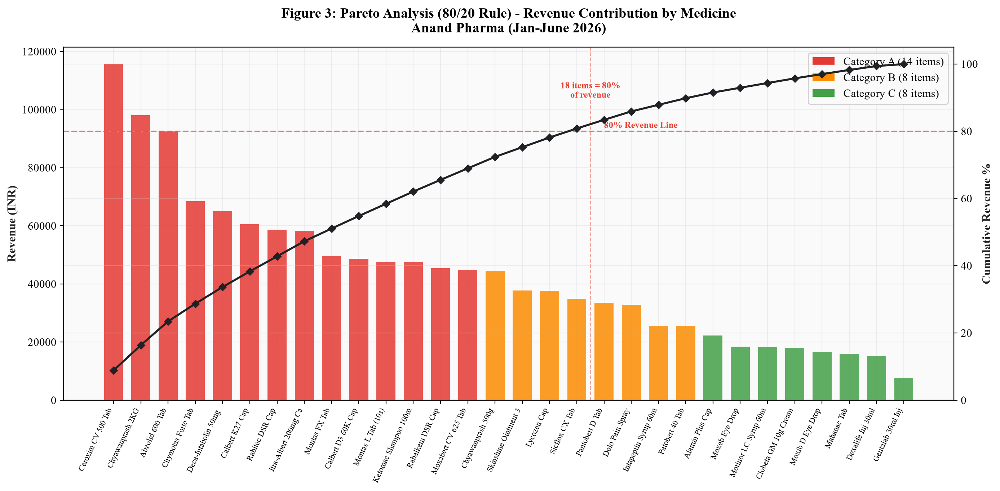 Figure 3: Pareto Analysis (80/20 Rule) - Revenue Contribution by Medicine
Anand Pharma (Jan-June 2026)
Revenue (INR)
120000
100000
80000
60000
40000
20000
0
Category A (14 items)
Category B (8 items)
Category C (8 items)
18 items = 80%
of revenue
80% Revenue Line
100
80
60
40
20
0
Cumulative Revenue %
Ceroxim CV 500 Tab
Chyawanprash 2KG
Abzolid 600 Tab
Chymotas Forte Tab
Deca-Intabolin 50mg
Calbert K27 Cap
Rabitec DSR Cap
Itra-Albert 200mg Ca
Montas FX Tab
Calbert D3 60K Cap
Montas L Tab (10s)
Ketomac Shampoo 100m
Rabalkem DSR Cap
Moxabert CV 625 Tab
Chyawanprash 500g
Skinshine Ointment 3
Lycozen Cap
Sicflox CX Tab
Pantobert D Tab
Dolo Pain Spray
Intapeptin Syrup 60m
Patobert 40 Tab
Alamin Plus Cap
Moxeb Eye Drop
Motinor LC Syrup 60m
Clobeta GM 10g Cream
Moxib D Eye Drop
Mahanac Tab
Dexalife Inj 30ml
Gentalab 30ml Inj